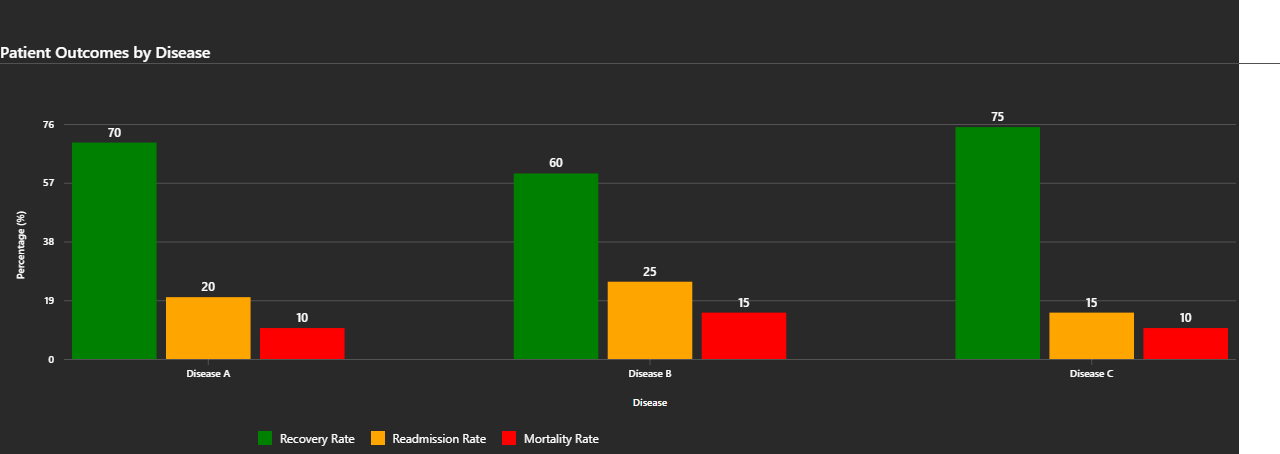 Patient Outcomes by Disease
76
57
38
19
0
Percentage (%)
70
20
10
60
25
15
75
15
10
Disease A
Disease B
Disease C
Disease
Recovery Rate
Readmission Rate
Mortality Rate